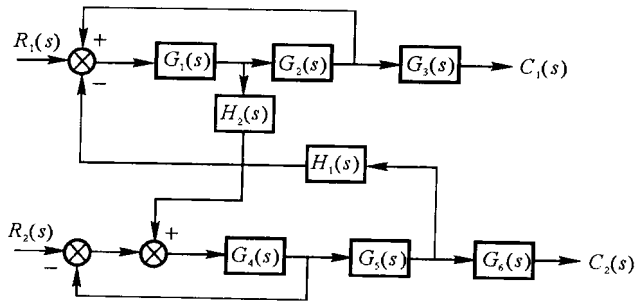 R₁(s)
+
−
G₁(s)
G₂(s)
G₃(s)
C₁(s)
H₂(s)
H₁(s)
R₂(s)
−
+
G₄(s)
G₅(s)
G₆(s)
C₂(s)